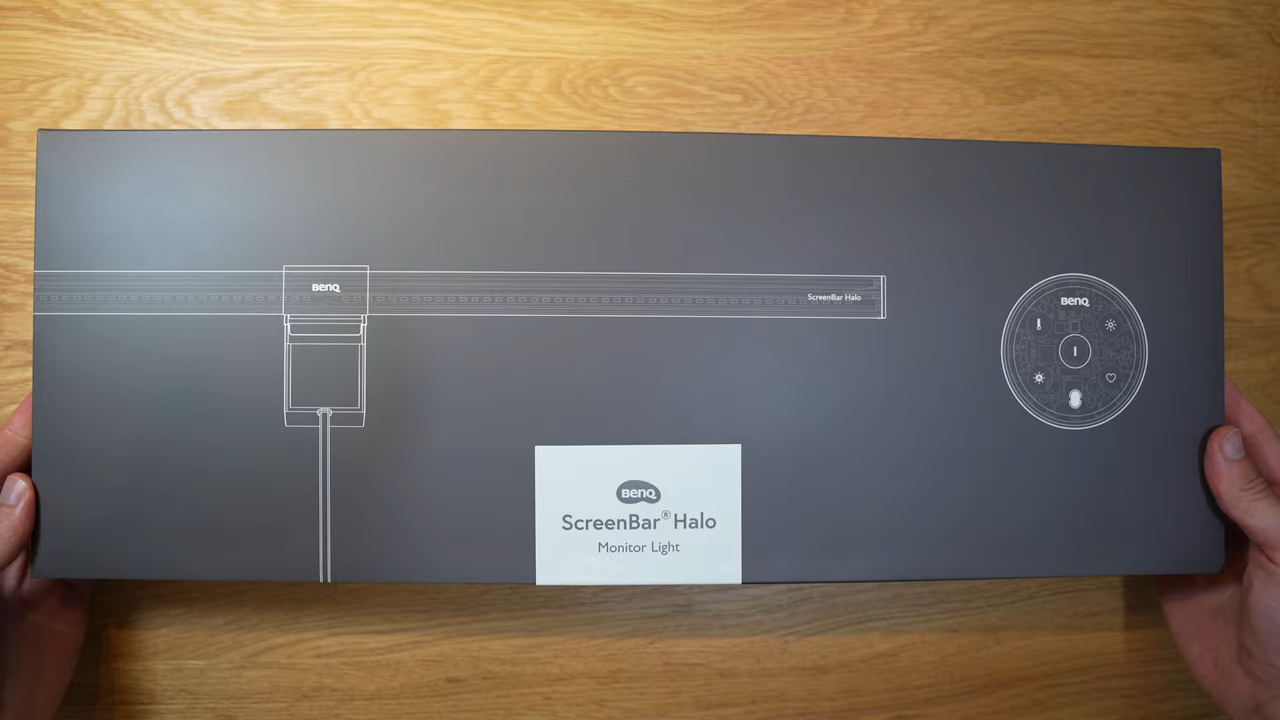 BenQ
ScreenBar Halo
BenQ
BenQ
ScreenBar® Halo
Monitor Light